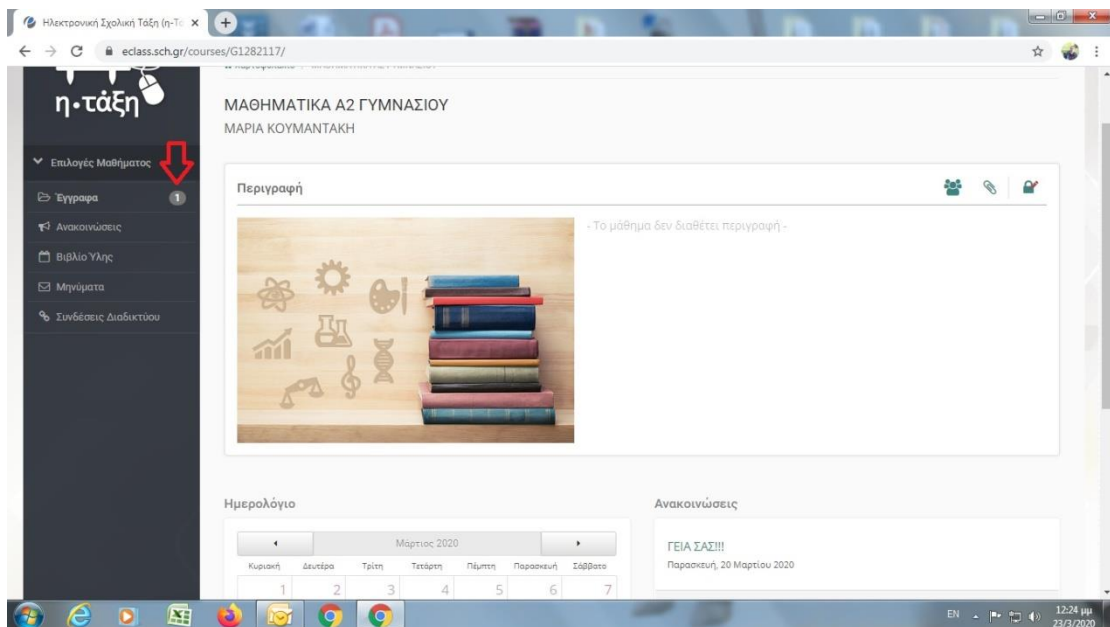 Ηλεκτρονική Σχολική Τάξη (η-Τά
eclass.sch.gr/courses/G1282117/
η•τάξη
ΜΑΘΗΜΑΤΙΚΑ Α2 ΓΥΜΝΑΣΙΟΥ
ΜΑΡΙΑ ΚΟΥΜΑΝΤΑΚΗ
Επιλογές Μαθήματος
Έγγραφα 1
Ανακοινώσεις
Βιβλίο Ύλης
Μηνύματα
Συνδέσεις Διαδικτύου
Περιγραφή
- Το μάθημα δεν διαθέτει περιγραφή -
Ημερολόγιο
Μάρτιος 2020
Κυριακή Δευτέρα Τρίτη Τετάρτη Πέμπτη Παρασκευή Σάββατο
1 2 3 4 5 6 7
Ανακοινώσεις
ΓΕΙΑ ΣΑΣ!!!
Παρασκευή, 20 Μαρτίου 2020
EN
12:24 μμ
23/3/2020